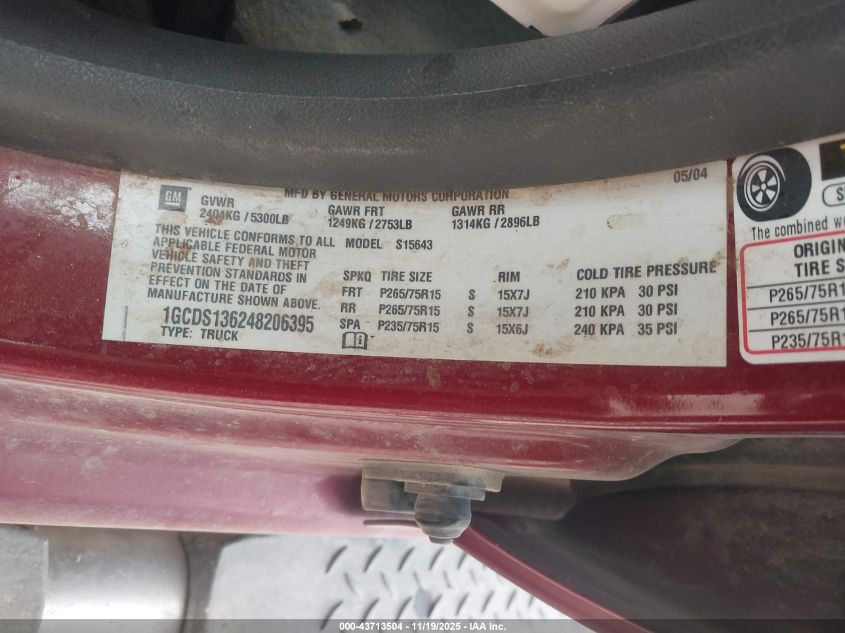 05/04
GM
MFD BY GENERAL MOTORS CORPORATION
GVWR GAWR FRT GAWR RR
2404KG / 5300LB 1249KG / 2753LB 1314KG / 2896LB
THIS VEHICLE CONFORMS TO ALL MODEL S15643
APPLICABLE FEDERAL MOTOR
VEHICLE SAFETY AND THEFT
PREVENTION STANDARDS IN
EFFECT ON THE DATE OF
MANUFACTURE SHOWN ABOVE.
1GCDS136248206395
TYPE: TRUCK
SPKQ TIRE SIZE RIM COLD TIRE PRESSURE
FRT P265/75R15 S 15X7J 210 KPA 30 PSI
RR P265/75R15 S 15X7J 210 KPA 30 PSI
SPA P235/75R15 S 15X6J 240 KPA 35 PSI
The combined w
ORIGIN
TIRE S
P265/75R1
P265/75R1
P235/75R1
000-43713504 - 11/19/2025 - IAA Inc.